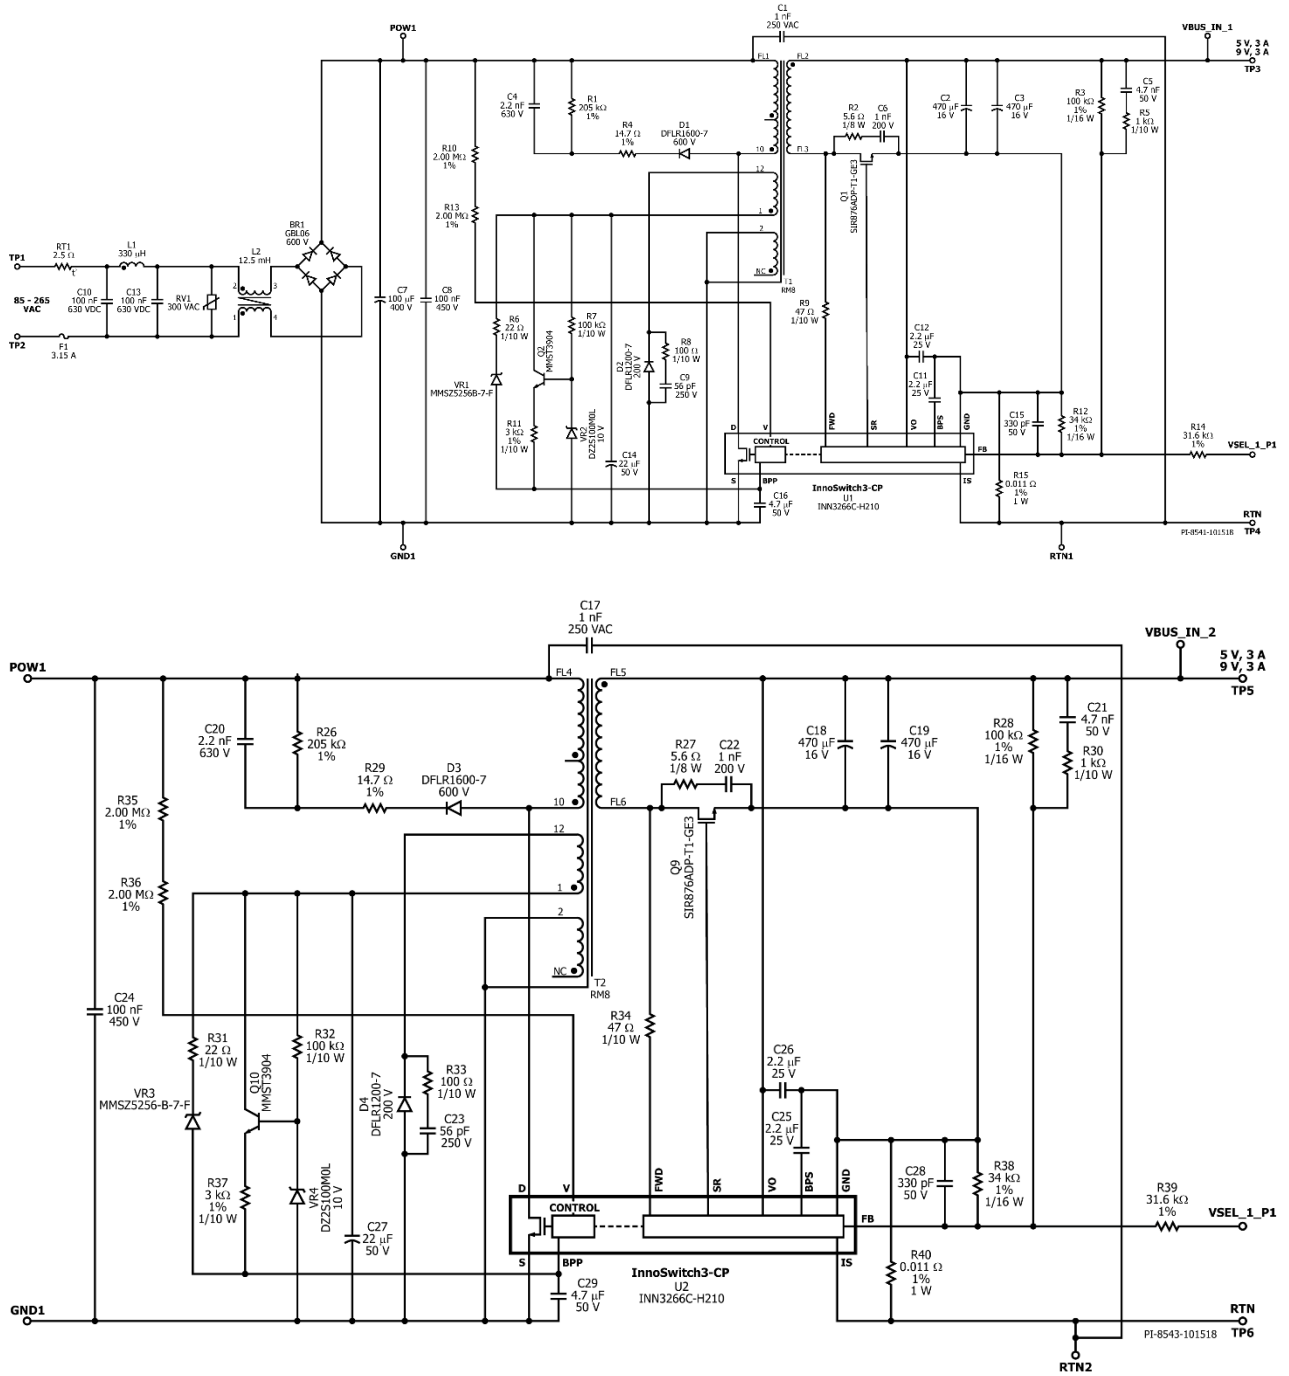 C1
1 nF
250 VAC
POW1
VBUS_IN_1
5 V, 3 A
9 V, 3 A
TP3
FL1
FL2
C4
2.2 nF
630 V
R1
205 kΩ
1%
R4
14.7 Ω
1%
D1
DFLR1600-7
600 V
R2
5.6 Ω
1/8 W
C6
1 nF
200 V
C2
470 µF
16 V
C3
470 µF
16 V
R3
100 kΩ
1%
1/16 W
C5
4.7 nF
50 V
R5
1 kΩ
1/10 W
R10
2.00 MΩ
1%
10
FL3
12
Q1
SIR876ADP-T1-GE3
R13
2.00 MΩ
1%
1
2
NC
T1
RM8
BR1
GBL06
600 V
TP1
RT1
2.5 Ω
t°
L1
330 µH
L2
12.5 mH
2
3
1
4
85 - 265
VAC
C10
100 nF
630 VDC
C13
100 nF
630 VDC
RV1
300 VAC
TP2
F1
3.15 A
C7
100 µF
400 V
C8
100 nF
450 V
R6
22 Ω
1/10 W
Q2
MMST3904
R7
100 kΩ
1/10 W
R9
47 Ω
1/10 W
VR1
MMSZ5256B-7-F
D2
DFLR1200-7
200 V
R8
100 Ω
1/10 W
C9
56 pF
250 V
C12
2.2 µF
25 V
C11
2.2 µF
25 V
R11
3 kΩ
1%
1/10 W
VR2
DZ2S100M0L
10 V
C14
22 µF
50 V
D
V
FWD
SR
VO
BPS
GND
CONTROL
FB
S
BPP
IS
C15
330 pF
50 V
R12
34 kΩ
1%
1/16 W
R14
31.6 kΩ
1%
VSEL_1_P1
InnoSwitch3-CP
U1
INN3266C-H210
C16
4.7 µF
50 V
R15
0.011 Ω
1%
1 W
RTN
TP4
PI-8541-101518
GND1
RTN1
C17
1 nF
250 VAC
POW1
VBUS_IN_2
5 V, 3 A
9 V, 3 A
TP5
FL4
FL5
C20
2.2 nF
630 V
R26
205 kΩ
1%
R29
14.7 Ω
1%
D3
DFLR1600-7
600 V
R27
5.6 Ω
1/8 W
C22
1 nF
200 V
C18
470 µF
16 V
C19
470 µF
16 V
R28
100 kΩ
1%
1/16 W
C21
4.7 nF
50 V
R30
1 kΩ
1/10 W
R35
2.00 MΩ
1%
10
FL6
12
Q9
SIR876ADP-T1-GE3
R36
2.00 MΩ
1%
1
2
NC
T2
RM8
C24
100 nF
450 V
R31
22 Ω
1/10 W
R32
100 kΩ
1/10 W
Q10
MMST3904
R34
47 Ω
1/10 W
VR3
MMSZ5256-B-7-F
D4
DFLR1200-7
200 V
R33
100 Ω
1/10 W
C23
56 pF
250 V
C26
2.2 µF
25 V
C25
2.2 µF
25 V
R37
3 kΩ
1%
1/10 W
VR4
DZ2S100M0L
10 V
C27
22 µF
50 V
D
V
FWD
SR
VO
BPS
GND
CONTROL
FB
S
BPP
IS
C28
330 pF
50 V
R38
34 kΩ
1%
1/16 W
R39
31.6 kΩ
1%
VSEL_1_P1
InnoSwitch3-CP
U2
INN3266C-H210
C29
4.7 µF
50 V
R40
0.011 Ω
1%
1 W
GND1
RTN
TP6
PI-8543-101518
RTN2